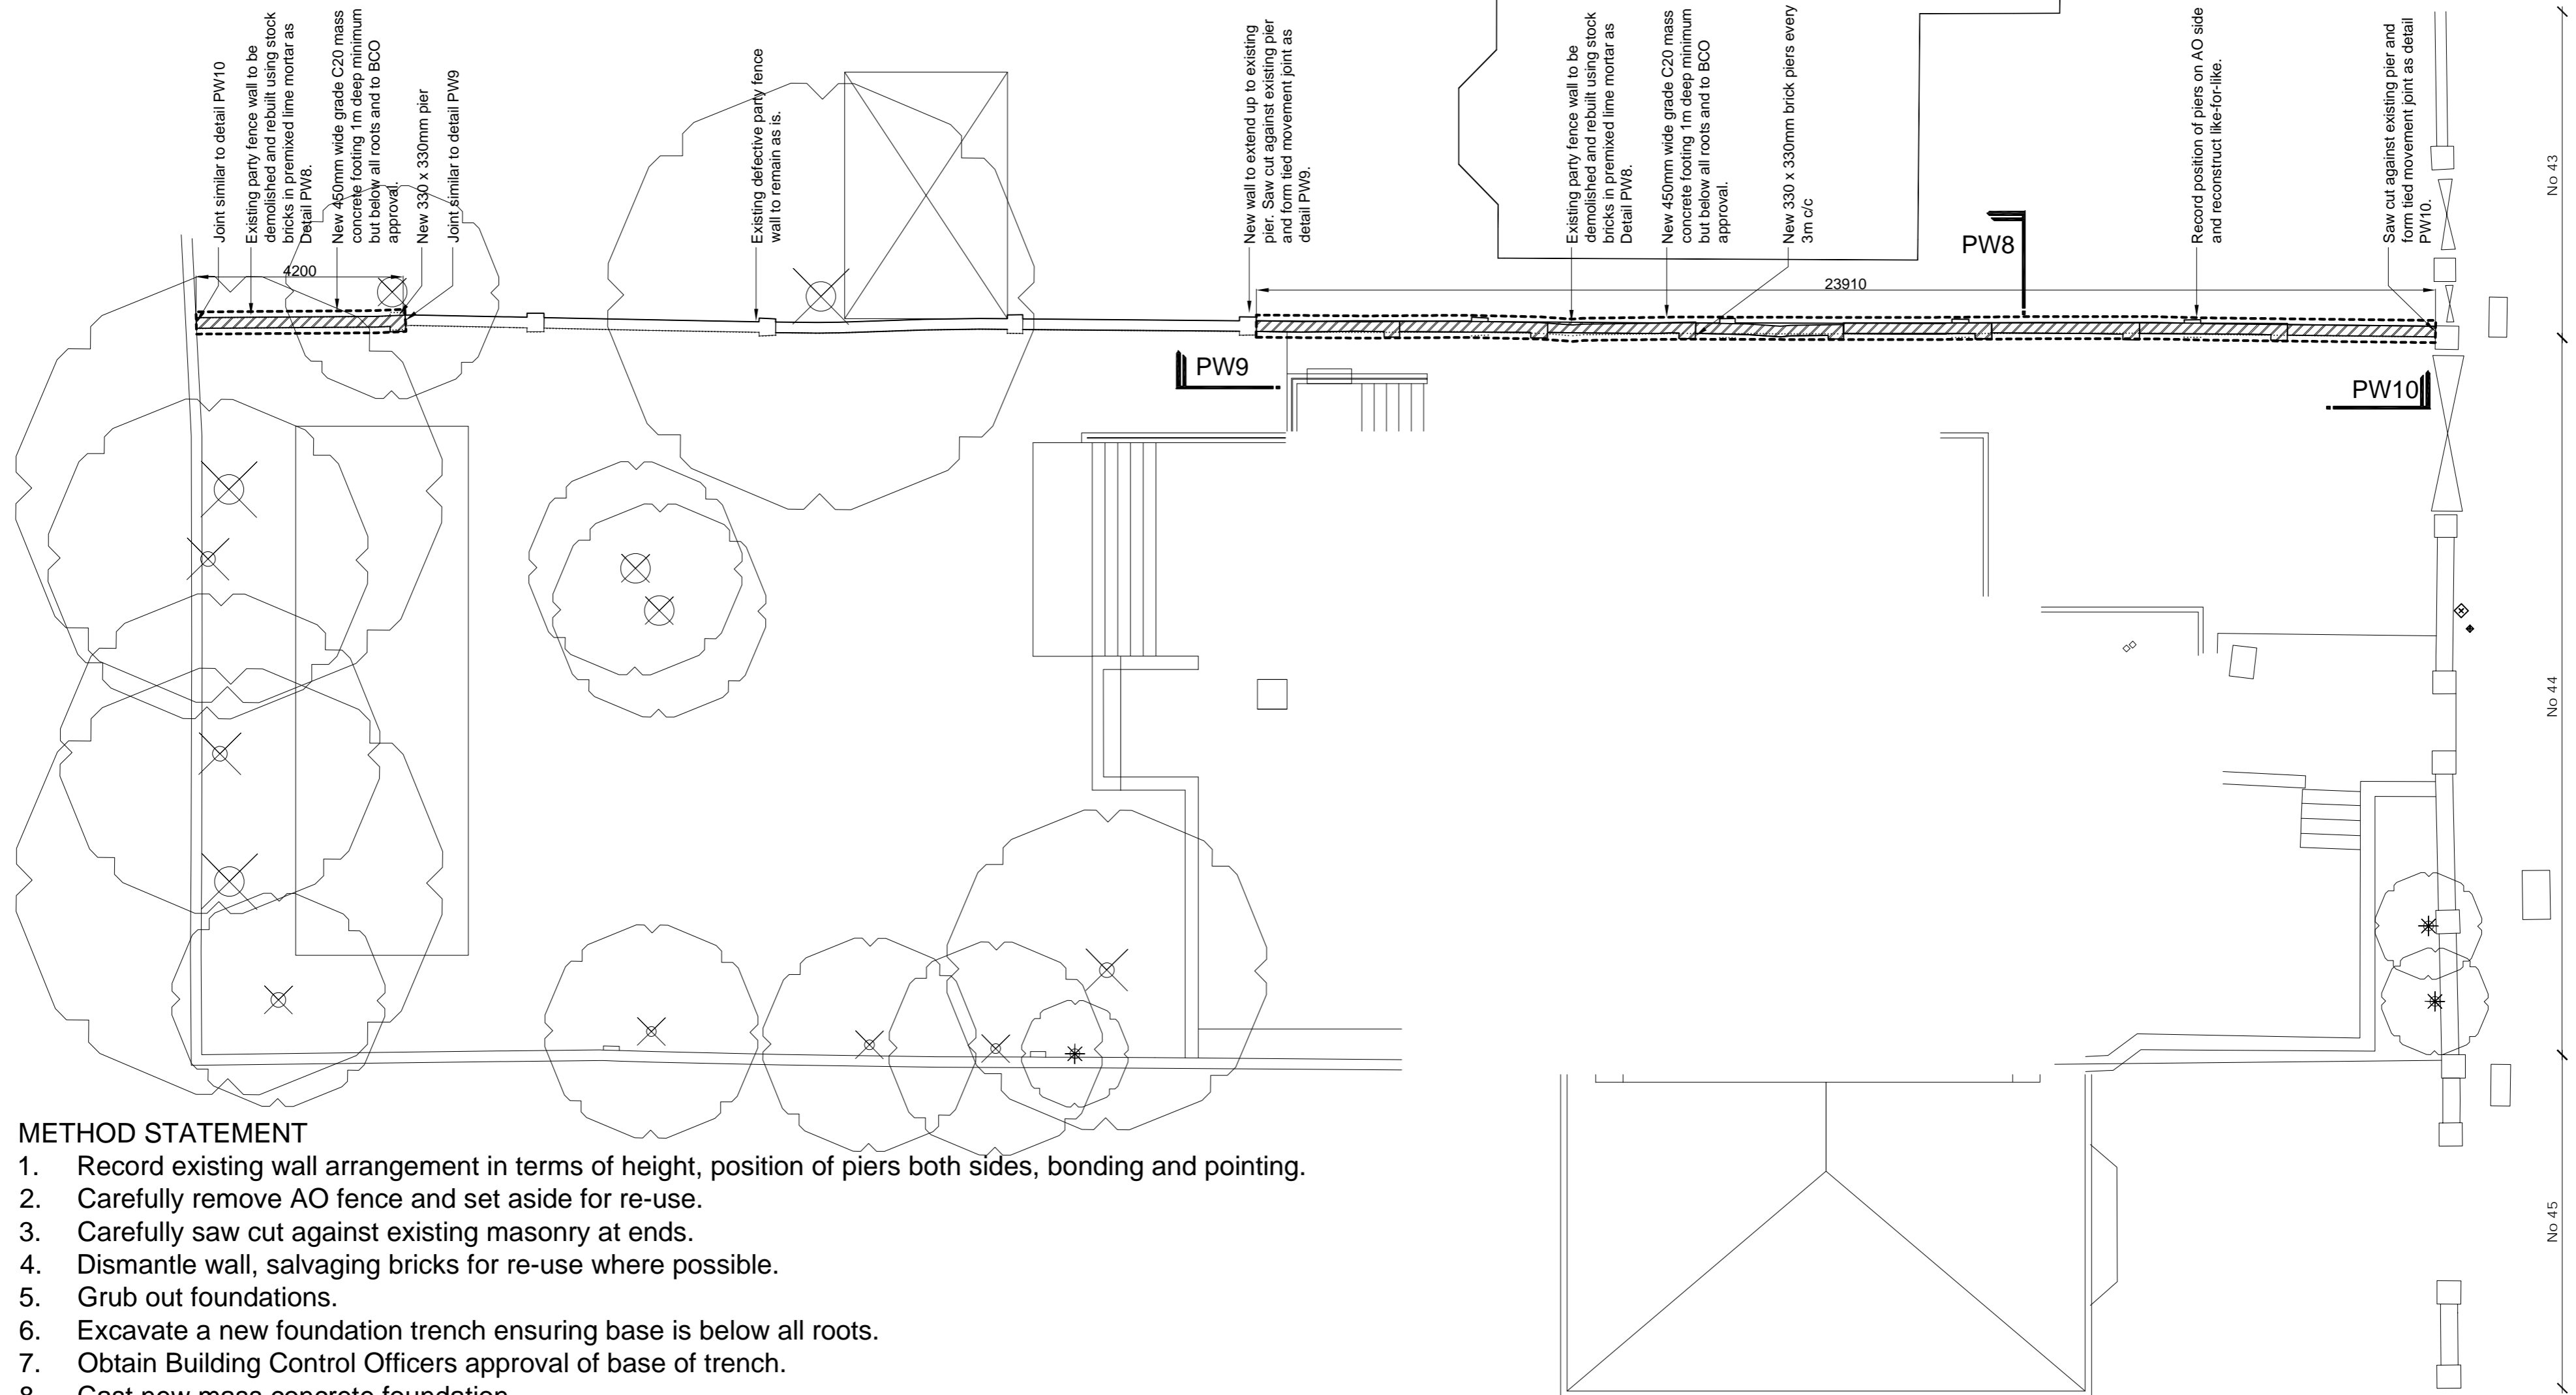 Joint similar to detail PW10
Existing party fence wall to be
demolished and rebuilt using stock
bricks in premixed lime mortar as
Detail PW8.
New 450mm wide grade C20 mass
concrete footing 1m deep minimum
but below all roots and to BCO
approval.
New 330 x 330mm pier
Joint similar to detail PW9
Existing defective party fence
wall to remain as is.
New wall to extend up to existing
pier. Saw cut against existing pier
and form tied movement joint as
detail PW9.
Existing party fence wall to be
demolished and rebuilt using stock
bricks in premixed lime mortar as
Detail PW8.
New 450mm wide grade C20 mass
concrete footing 1m deep minimum
but below all roots and to BCO
approval.
New 330 x 330mm brick piers every
3m c/c
PW8
Record position of piers on AO side
and reconstruct like-for-like.
Saw cut against existing pier and
form tied movement joint as detail
PW10.
No 43
4200
23910
PW9
PW10
No 44
No 45
METHOD STATEMENT
1. Record existing wall arrangement in terms of height, position of piers both sides, bonding and pointing.
2. Carefully remove AO fence and set aside for re-use.
3. Carefully saw cut against existing masonry at ends.
4. Dismantle wall, salvaging bricks for re-use where possible.
5. Grub out foundations.
6. Excavate a new foundation trench ensuring base is below all roots.
7. Obtain Building Control Officers approval of base of trench.
8. Cast new mass concrete foundation